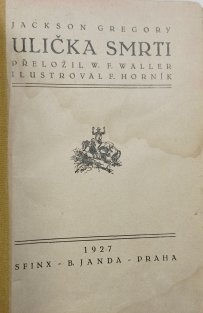 JACKSON GREGORY
ULIČKA SMRTI
PŘELOŽIL W. F. WALLER
ILUSTROVAL F. HORNÍK
1927
SFINX - B. JANDA - PRAHA